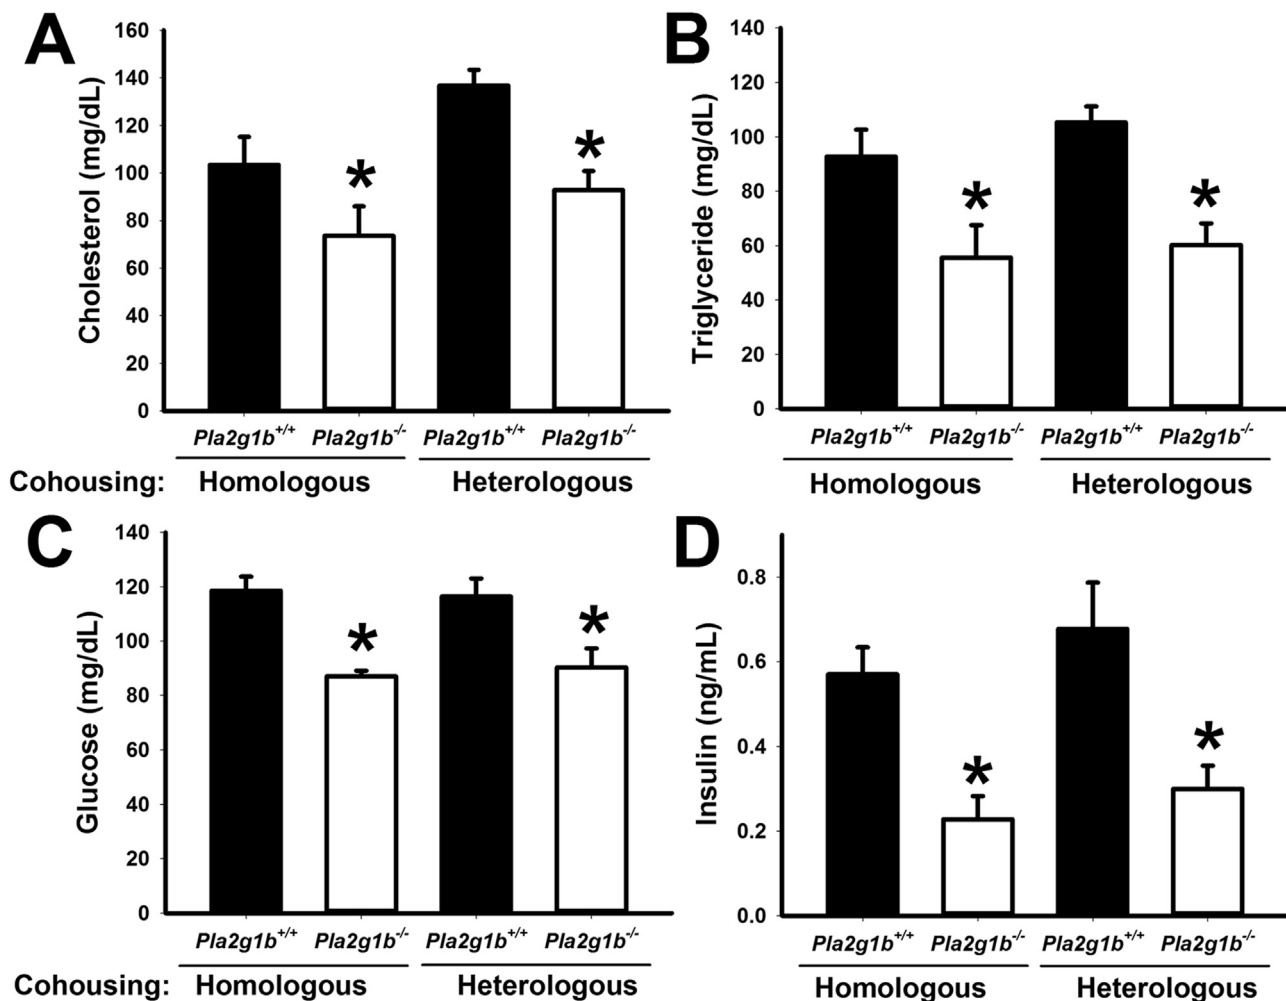 A
Cholesterol (mg/dL)
160
140
120
100
80
60
40
20
0
*
*
Pla2g1b+/+ Pla2g1b-/- Pla2g1b+/+ Pla2g1b-/-
Cohousing: Homologous Heterologous
B
Triglyceride (mg/dL)
140
120
100
80
60
40
20
0
*
*
Pla2g1b+/+ Pla2g1b-/- Pla2g1b+/+ Pla2g1b-/-
Homologous Heterologous
C
Glucose (mg/dL)
140
120
100
80
60
40
20
0
*
*
Pla2g1b+/+ Pla2g1b-/- Pla2g1b+/+ Pla2g1b-/-
Cohousing: Homologous Heterologous
D
Insulin (ng/mL)
0.8
0.6
0.4
0.2
0.0
*
*
Pla2g1b+/+ Pla2g1b-/- Pla2g1b+/+ Pla2g1b-/-
Homologous Heterologous